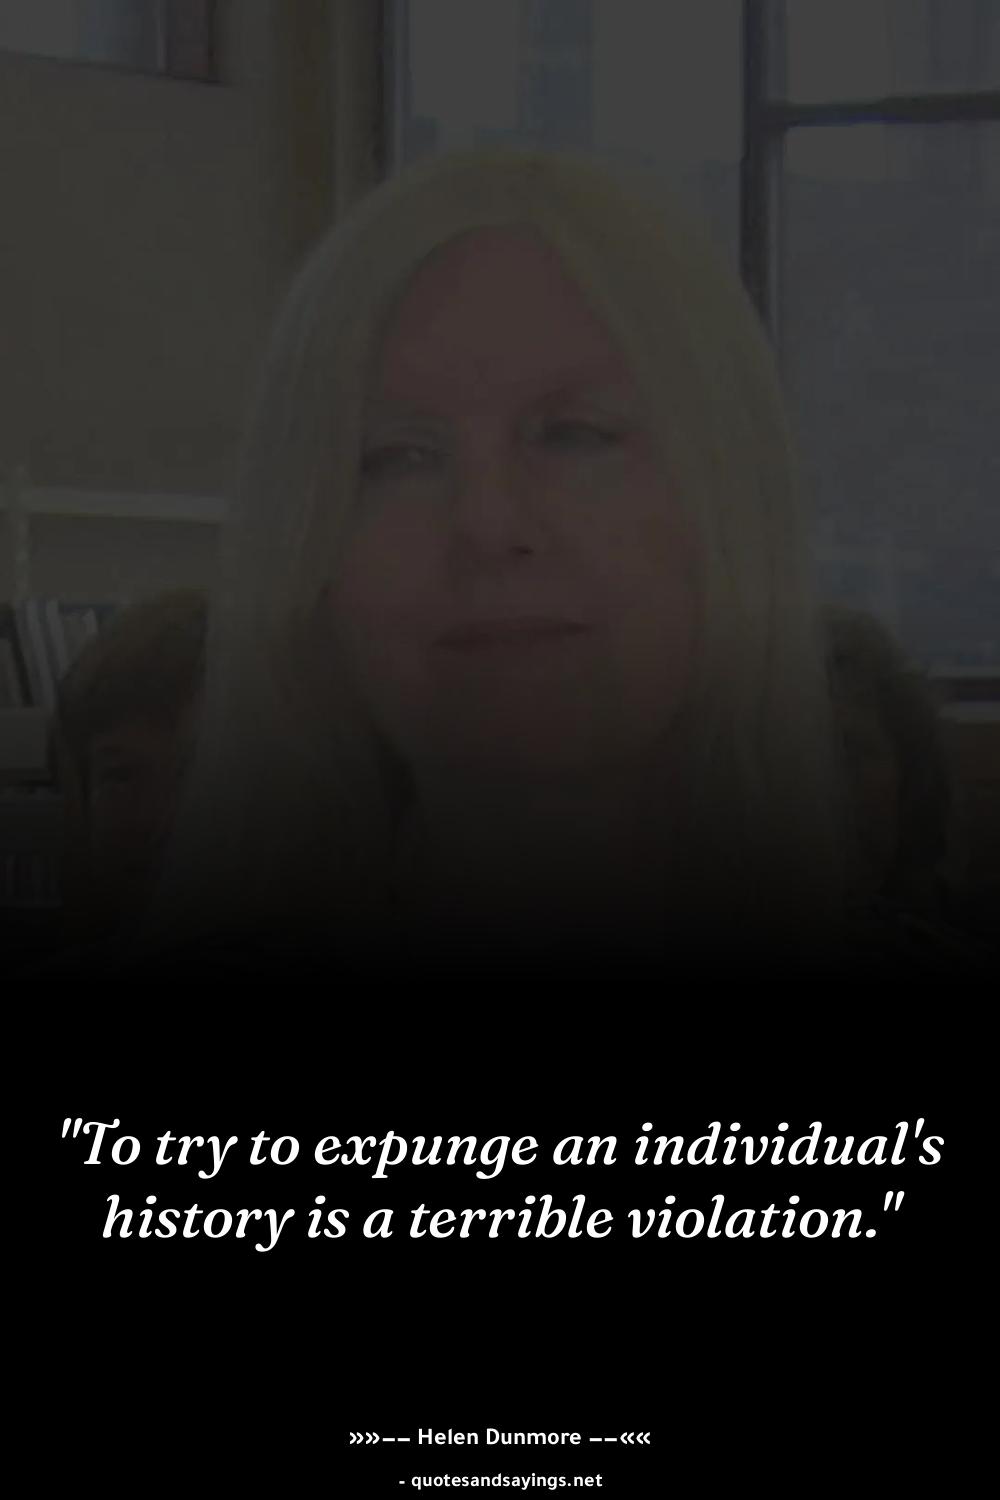 "To try to expunge an individual's
history is a terrible violation."
»»–– Helen Dunmore ––««
- quotesandsayings.net